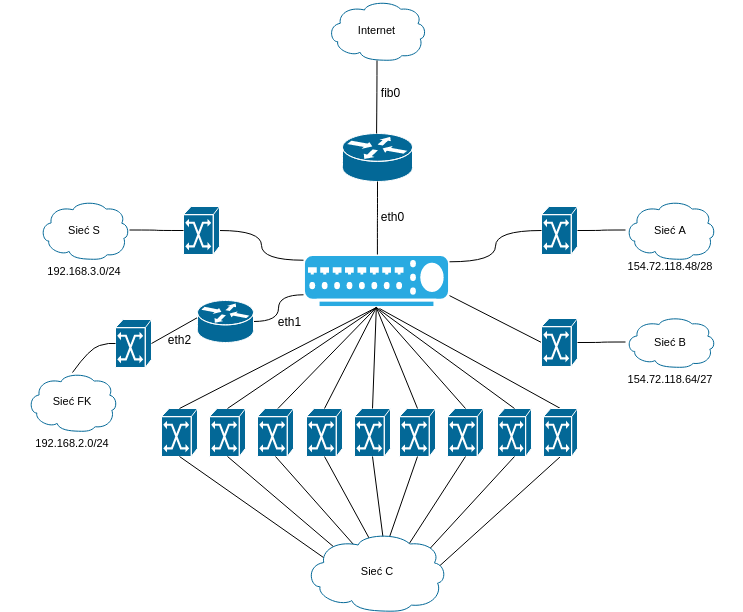 Internet
fib0
eth0
Sieć S
192.168.3.0/24
Sieć A
154.72.118.48/28
eth1
eth2
Sieć B
154.72.118.64/27
Sieć FK
192.168.2.0/24
Sieć C